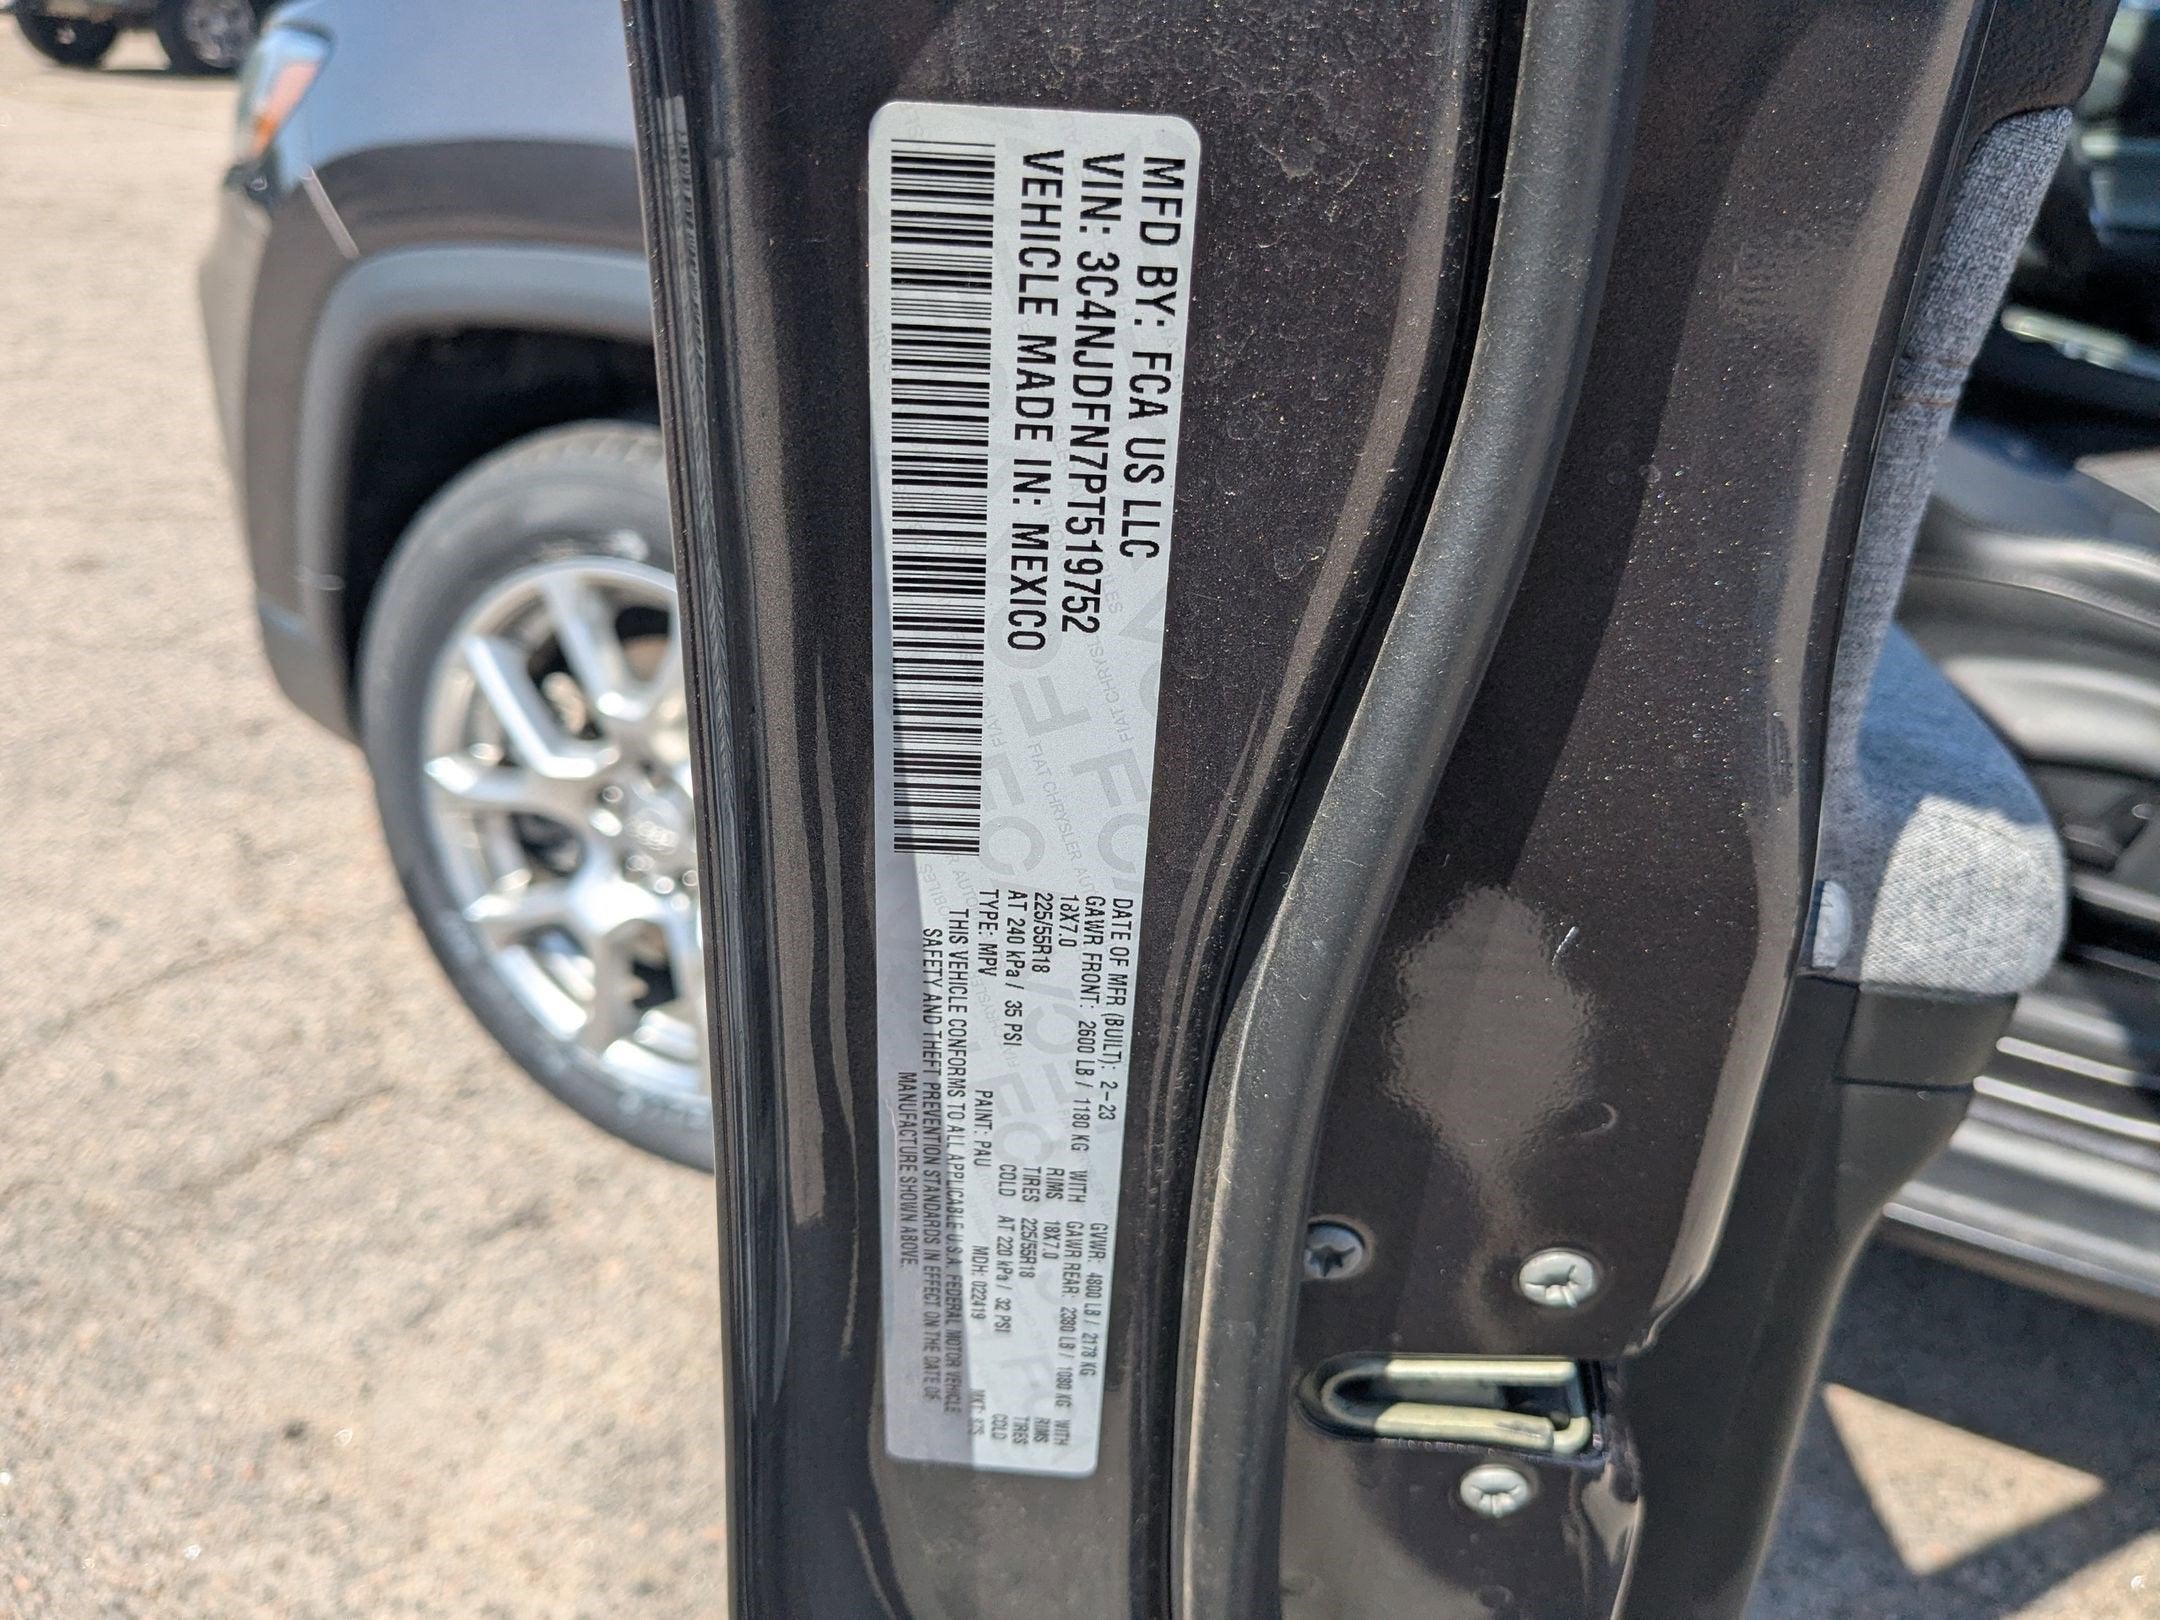 MFD BY: FCA US LLC
VIN: 3C4NJDFN7PT519752
VEHICLE MADE IN: MEXICO
DATE OF MFR (BUILT): 2-23 GVWR: 4800 LB / 2178 KG
GAWR FRONT: 2600 LB / 1180 KG WITH GAWR REAR: 2380 LB / 1080 KG WITH
18X7.0 RIMS 18X7.0 RIMS
225/55R18 TIRES 225/55R18 TIRES
AT 240 kPa / 35 PSI COLD AT 220 kPa / 32 PSI COLD
TYPE: MPV PAINT: PAU MDH: 022419 MKT:
THIS VEHICLE CONFORMS TO ALL APPLICABLE U.S.A. FEDERAL MOTOR VEHICLE
SAFETY AND THEFT PREVENTION STANDARDS IN EFFECT ON THE DATE OF
MANUFACTURE SHOWN ABOVE.
FIAT CHRYSLER AUTOMOBILES